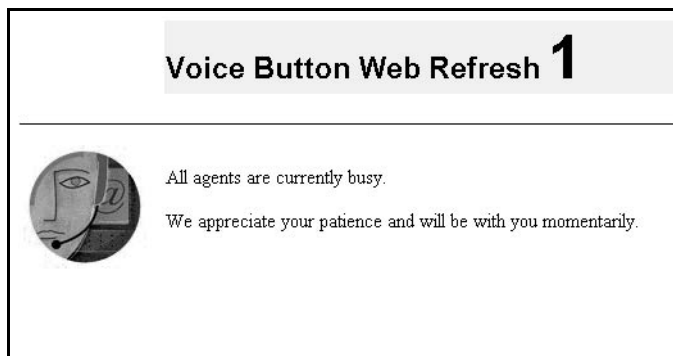 Voice Button Web Refresh 1
All agents are currently busy.
We appreciate your patience and will be with you momentarily.
@